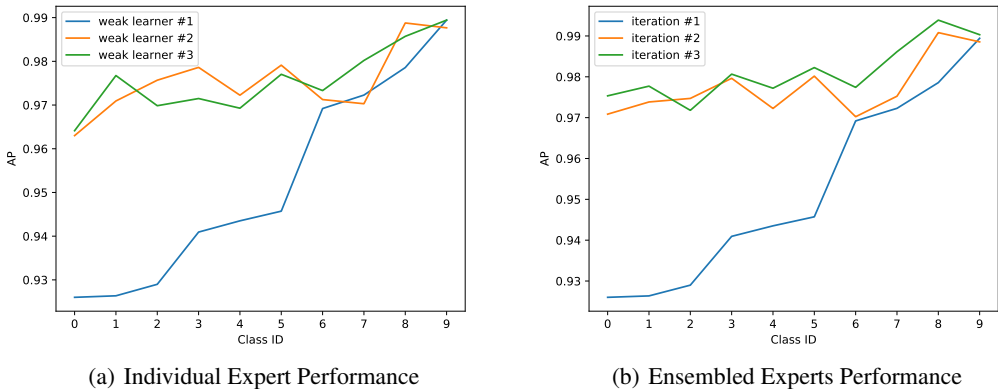 0.99
0.98
0.97
0.96
0.95
0.94
0.93
AP
weak learner #1
weak learner #2
weak learner #3
0 1 2 3 4 5 6 7 8 9
Class ID
(a) Individual Expert Performance
0.99
0.98
0.97
0.96
0.95
0.94
0.93
AP
iteration #1
iteration #2
iteration #3
0 1 2 3 4 5 6 7 8 9
Class ID
(b) Ensembled Experts Performance